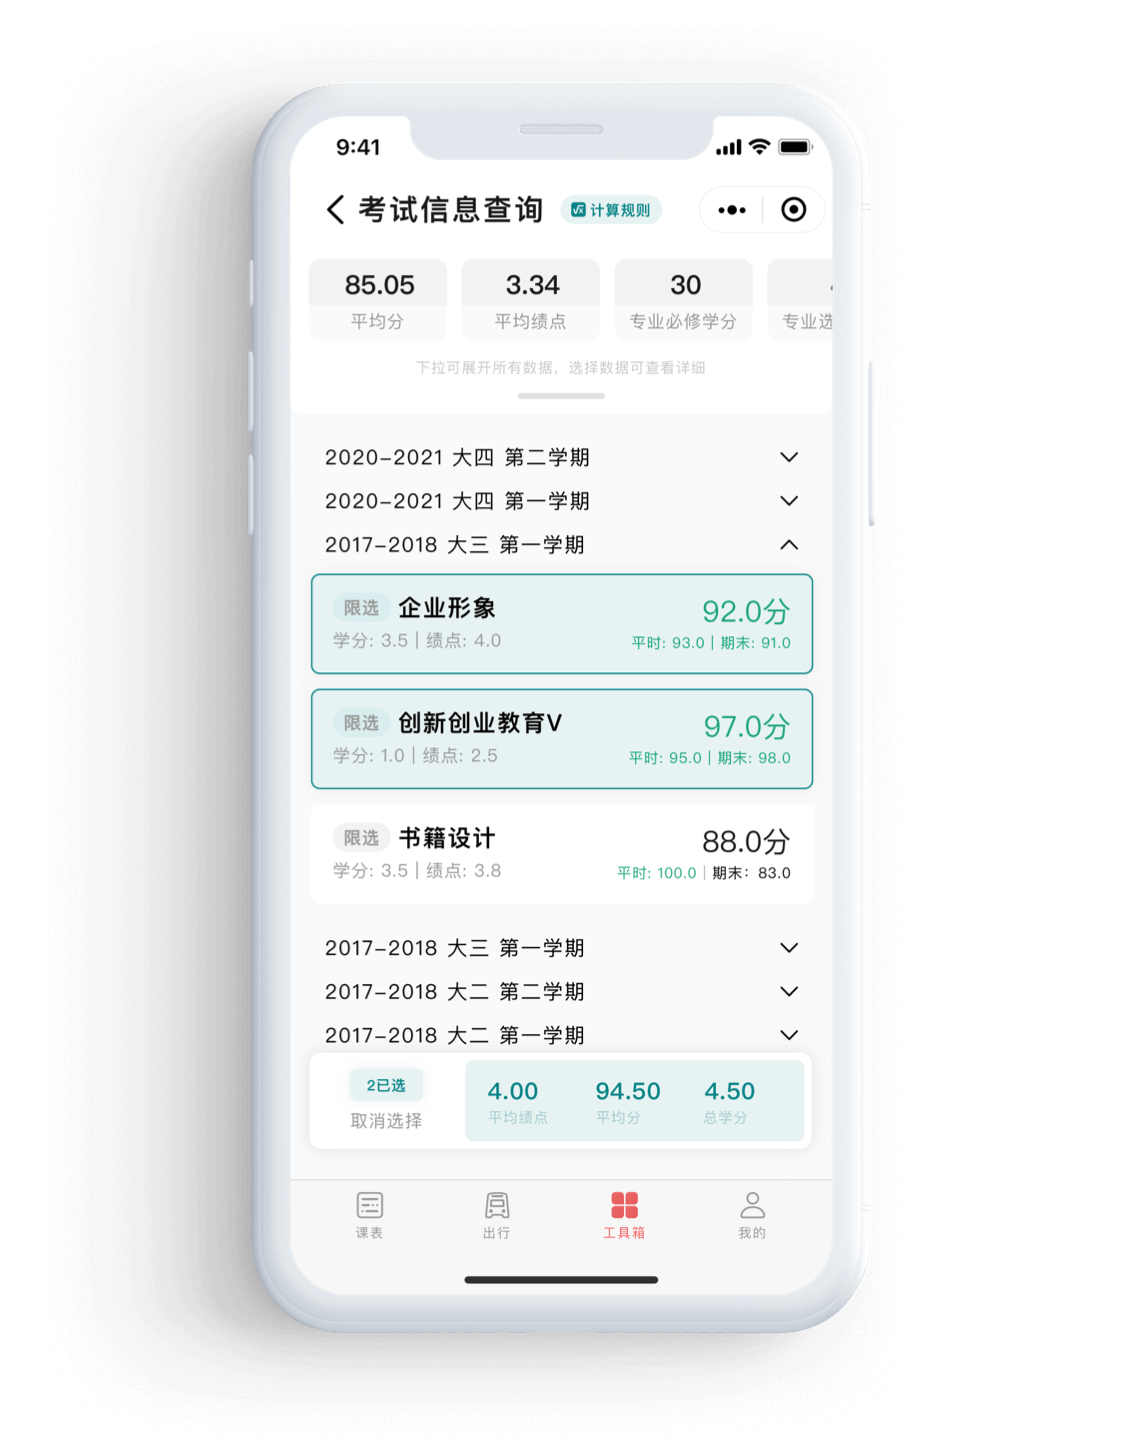 9:41
考试信息查询 计算规则
85.05 3.34 30
平均分 平均绩点 专业必修学分 专业选
下拉可展开所有数据，选择数据可查看详细
2020-2021 大四 第二学期
2020-2021 大四 第一学期
2017-2018 大三 第一学期
限选 企业形象 92.0分
学分: 3.5 | 绩点: 4.0 平时: 93.0 | 期末: 91.0
限选 创新创业教育V 97.0分
学分: 1.0 | 绩点: 2.5 平时: 95.0 | 期末: 98.0
限选 书籍设计 88.0分
学分: 3.5 | 绩点: 3.8 平时: 100.0 | 期末: 83.0
2017-2018 大三 第一学期
2017-2018 大二 第二学期
2017-2018 大二 第一学期
2已选 4.00 94.50 4.50
取消选择 平均绩点 平均分 总学分
课表 出行 工具箱 我的